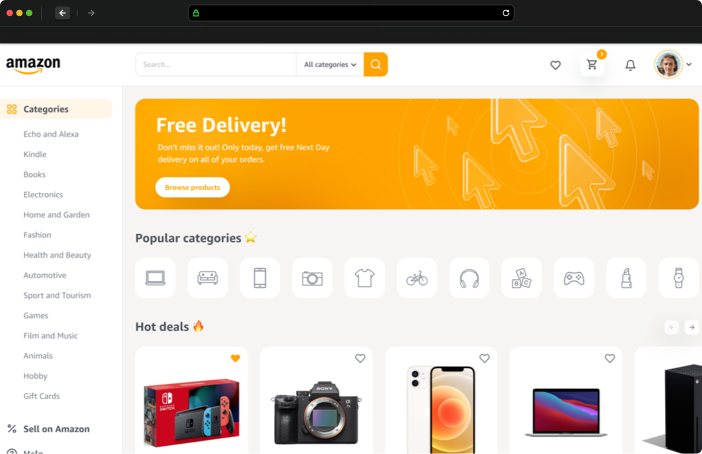 amazon
Search...
All categories
1
Categories
Echo and Alexa
Kindle
Books
Electronics
Home and Garden
Fashion
Health and Beauty
Automotive
Sport and Tourism
Games
Film and Music
Animals
Hobby
Gift Cards
Sell on Amazon
Help
Free Delivery!
Don't miss it out! Only today, get free Next Day
delivery on all of your orders.
Browse products
Popular categories ⭐
A
Hot deals 🔥
NINTENDO
SWITCH
SONY